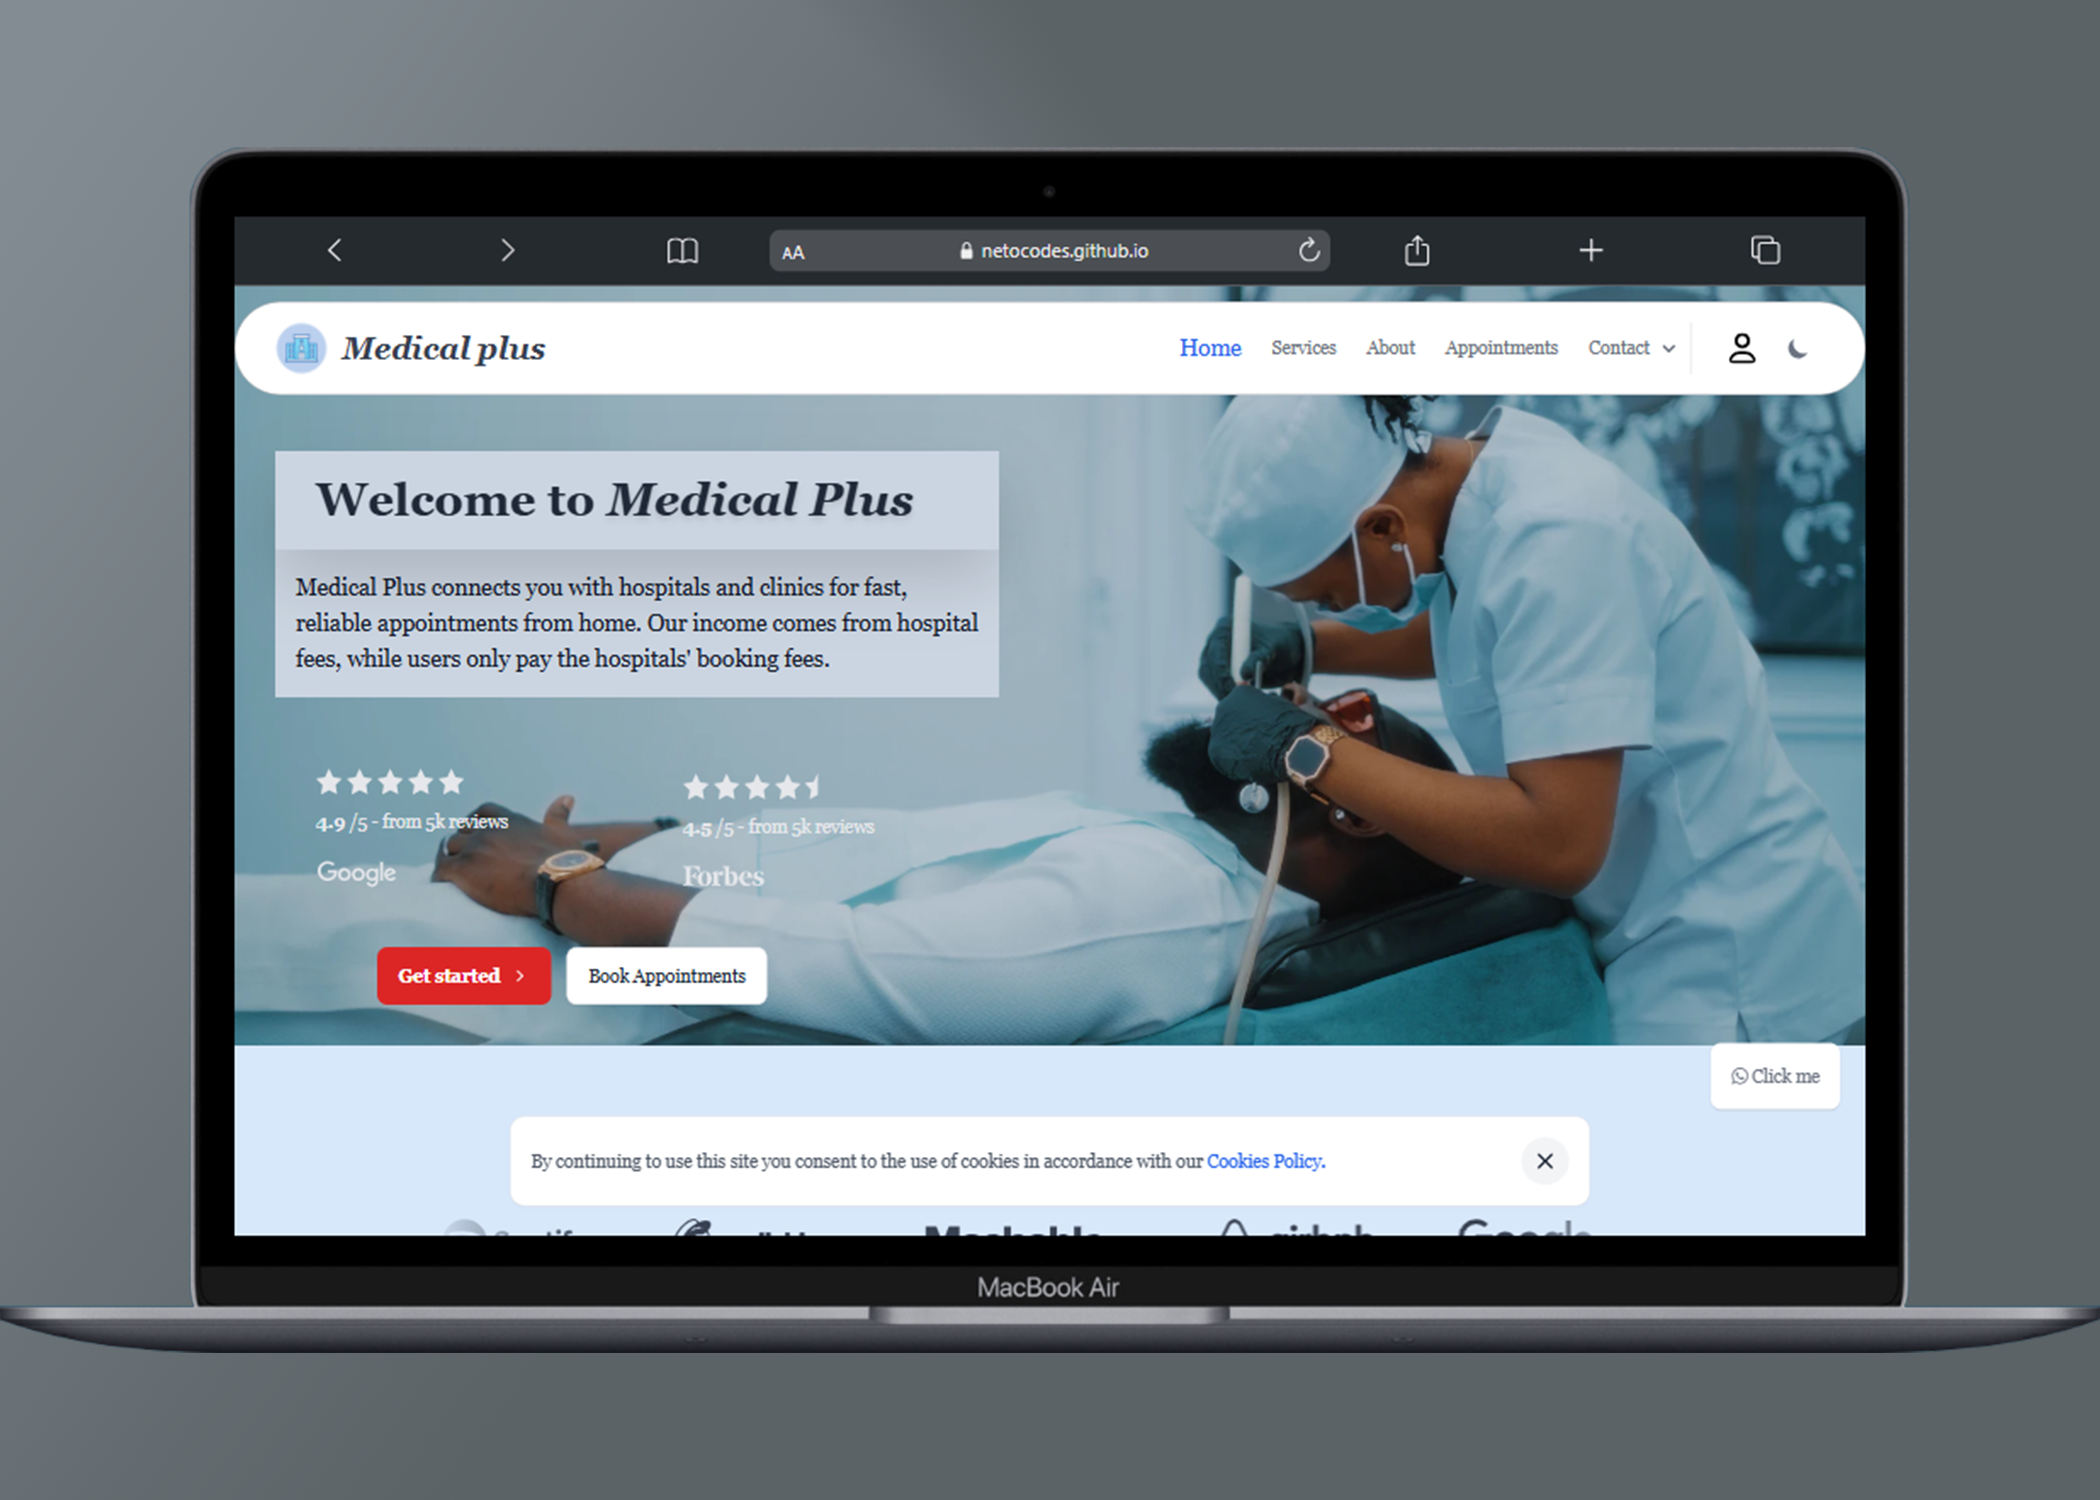 AA
netocodes.github.io
Medical plus
Home
Services
About
Appointments
Contact
Welcome to Medical Plus
Medical Plus connects you with hospitals and clinics for fast,
reliable appointments from home. Our income comes from hospital
fees, while users only pay the hospitals' booking fees.
4.9 /5 - from 5k reviews
Google
4.5 /5 - from 5k reviews
Forbes
Get started
Book Appointments
Click me
By continuing to use this site you consent to the use of cookies in accordance with our Cookies Policy.
Mashable
airbnb
Google
MacBook Air